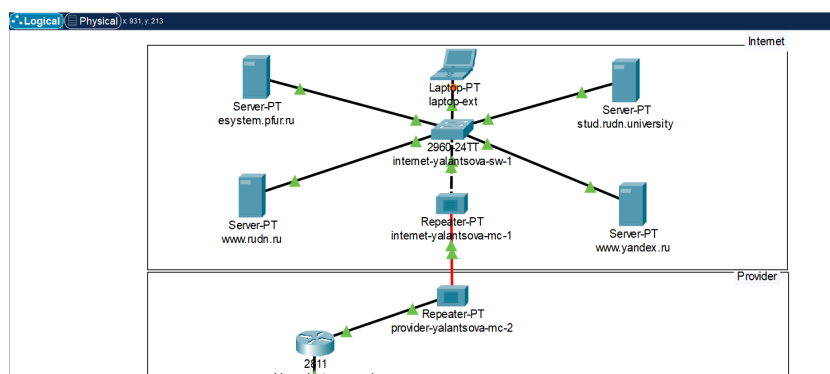 Logical Physical x: 931, y: 213
Internet
Laptop-PT
laptop-ext
Server-PT
esystem.pfur.ru
Server-PT
stud.rudn.university
2960-24TT
internet-yalantsova-sw-1
Server-PT
www.rudn.ru
Repeater-PT
internet-yalantsova-mc-1
Server-PT
www.yandex.ru
Provider
Repeater-PT
provider-yalantsova-mc-2
2811